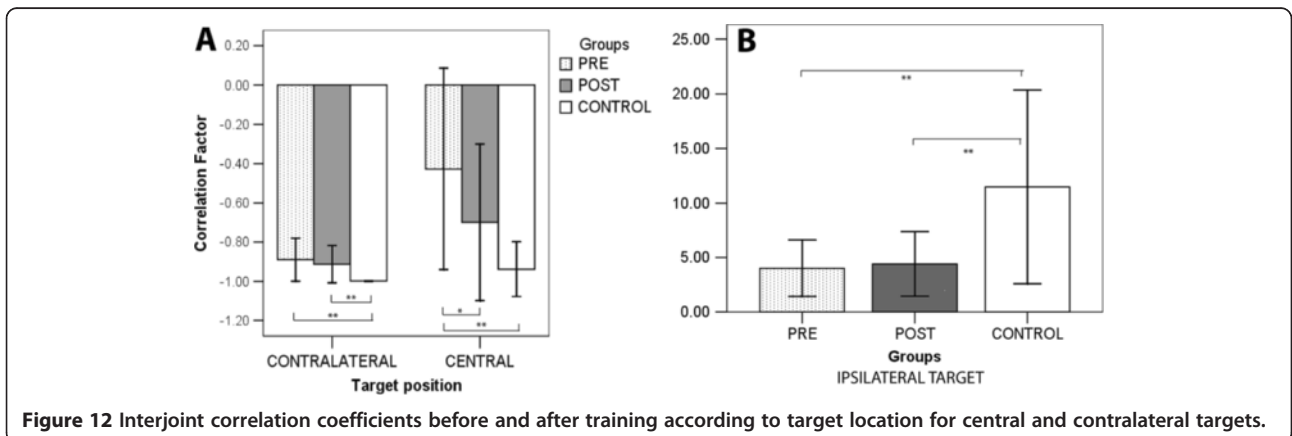 A
Groups
PRE
POST
CONTROL
0.20
0.00
-0.20
-0.40
-0.60
-0.80
-1.00
-1.20
Correlation Factor
**
**
*
**
CONTRALATERAL CENTRAL
Target position
B
25.00
20.00
15.00
10.00
5.00
0.00
**
**
PRE POST CONTROL
Groups
IPSILATERAL TARGET
Figure 12 Interjoint correlation coefficients before and after training according to target location for central and contralateral targets.